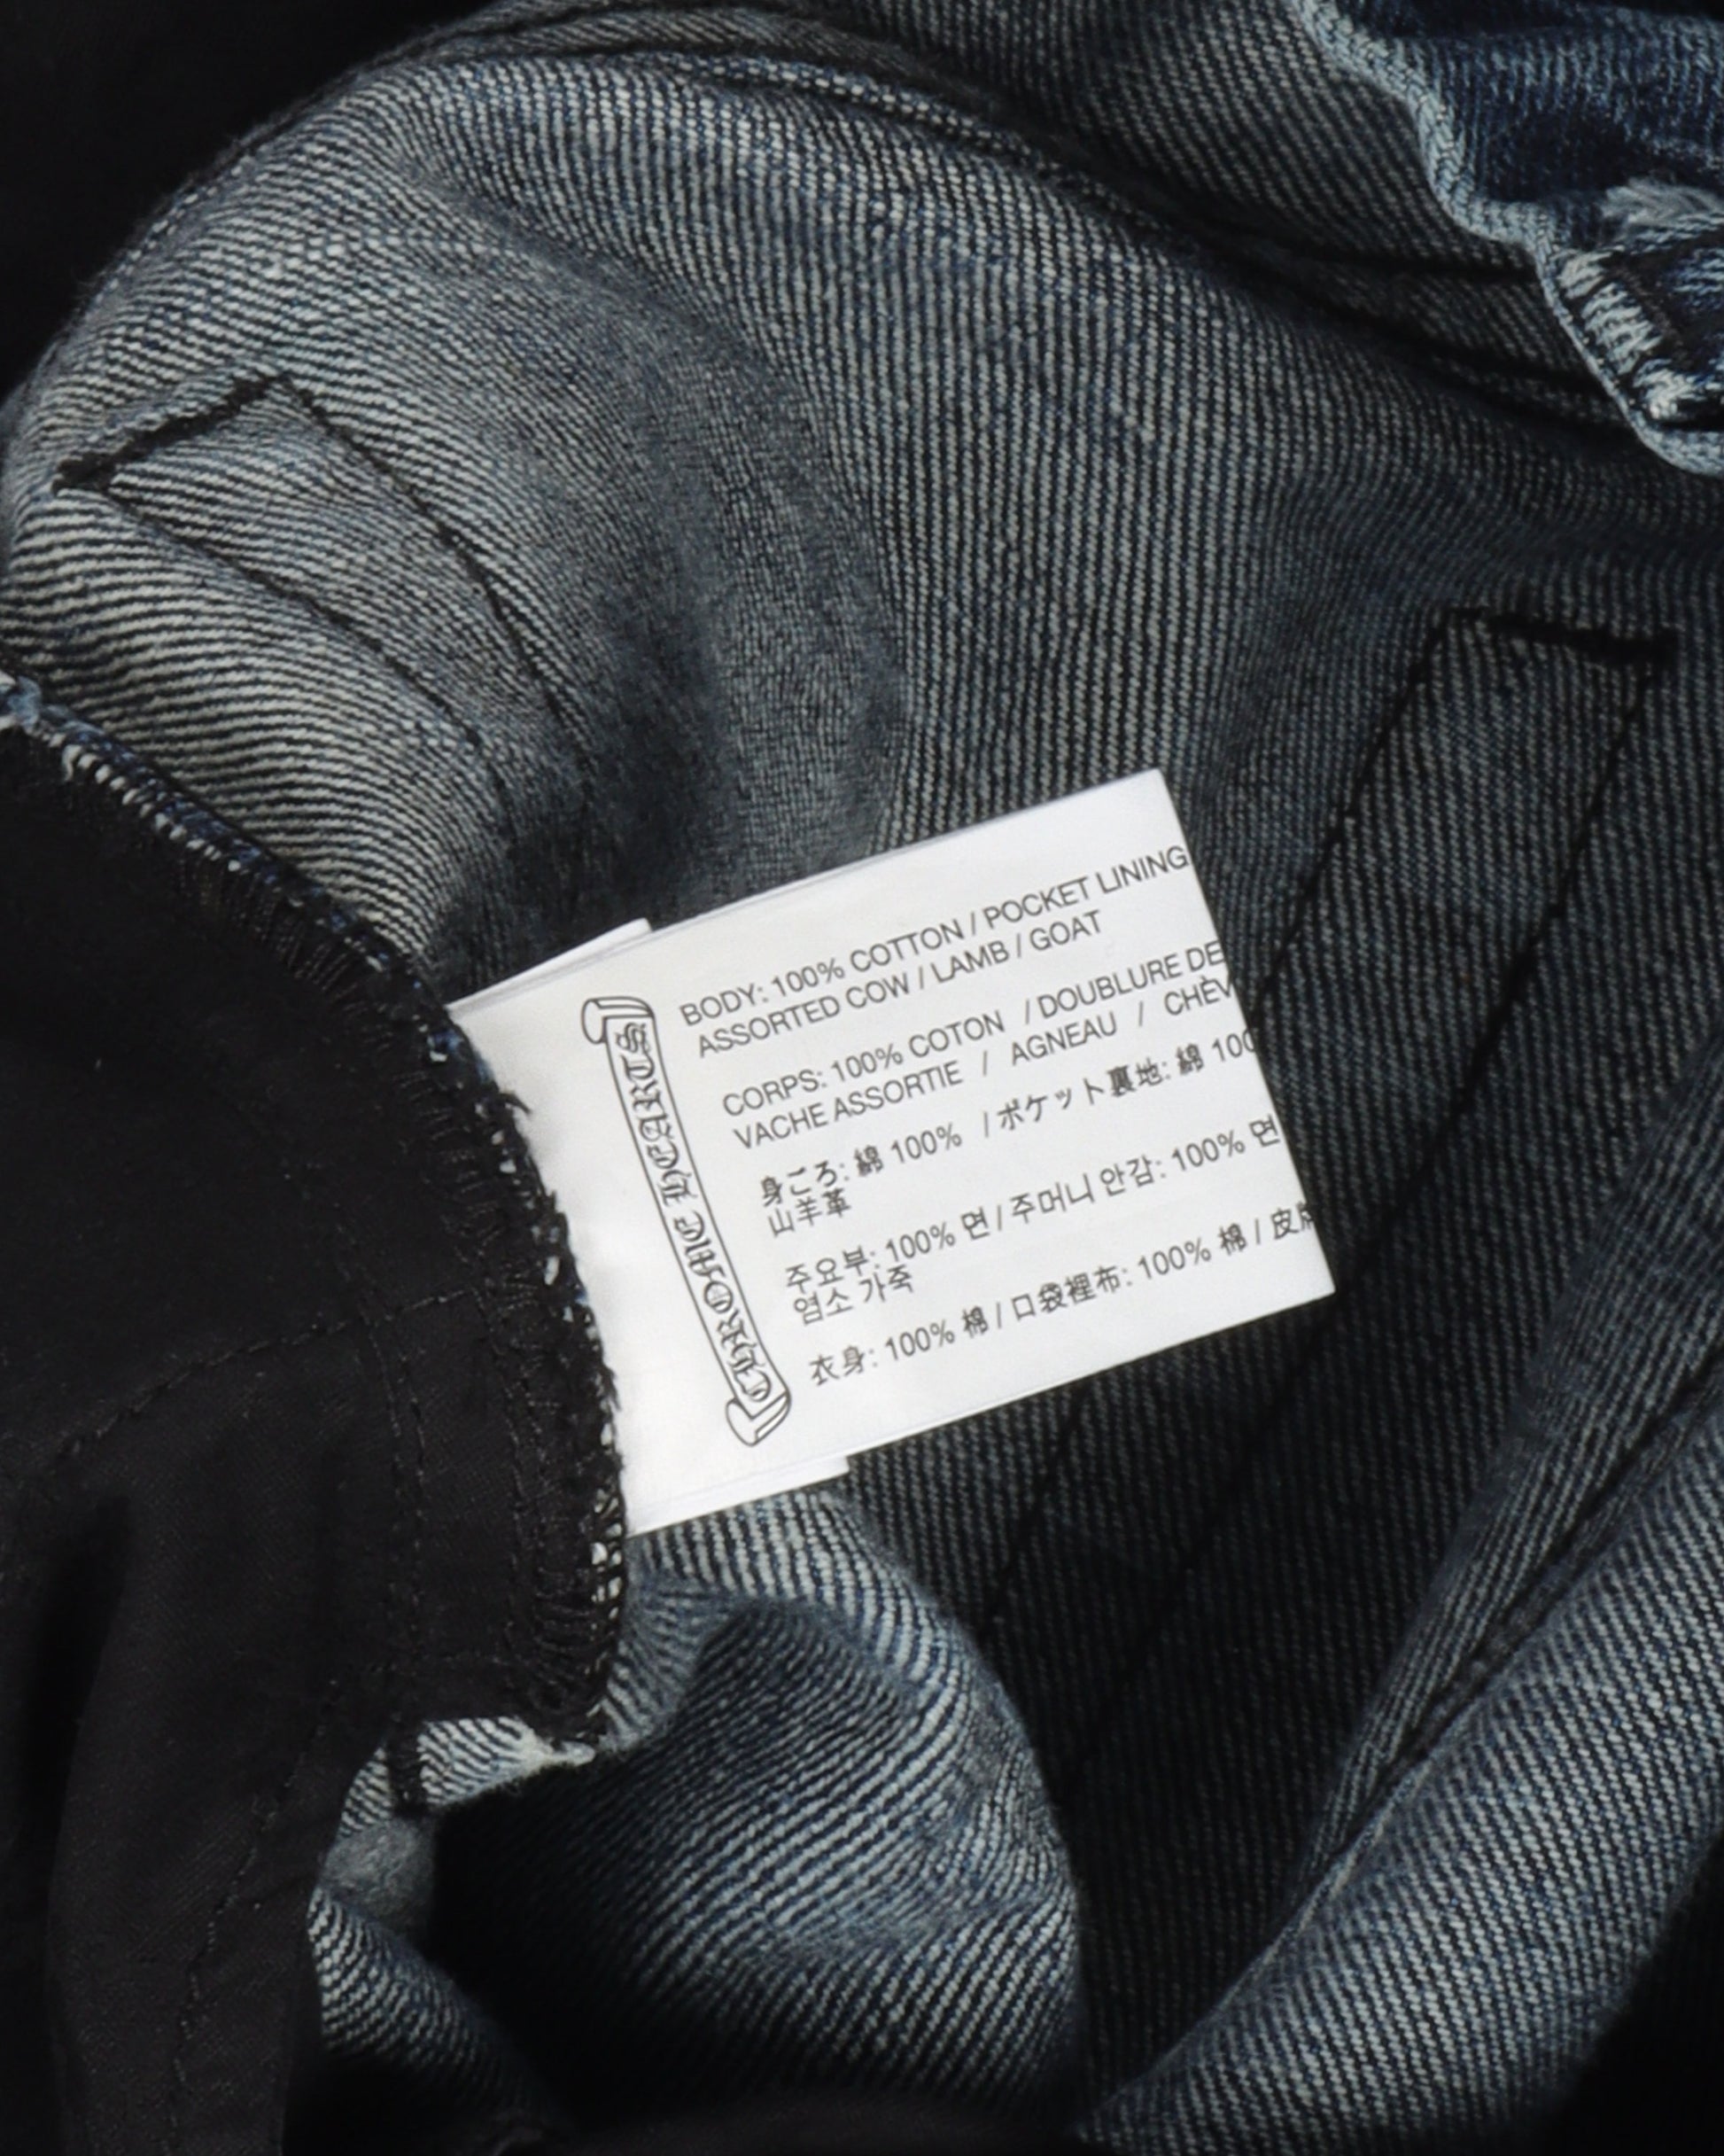 CHROME HEARTS
BODY: 100% COTTON / POCKET LINING
ASSORTED COW / LAMB / GOAT
CORPS: 100% COTON / DOUBLURE DE
VACHE ASSORTIE / AGNEAU / CHÈV
身ごろ: 綿 100% / ポケット裏地: 綿 100
山羊革
주요부: 100% 면 / 주머니 안감: 100% 면
염소 가죽
衣身: 100% 棉 / 口袋裡布: 100% 棉 / 皮